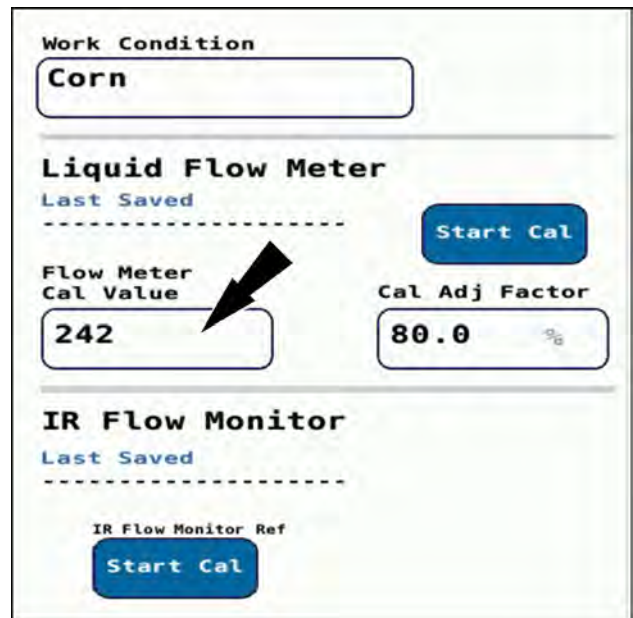 Work Condition
Corn
Liquid Flow Meter
Last Saved
---------------------
Start Cal
Flow Meter
Cal Value
242
Cal Adj Factor
80.0 %
IR Flow Monitor
Last Saved
---------------------
IR Flow Monitor Ref
Start Cal